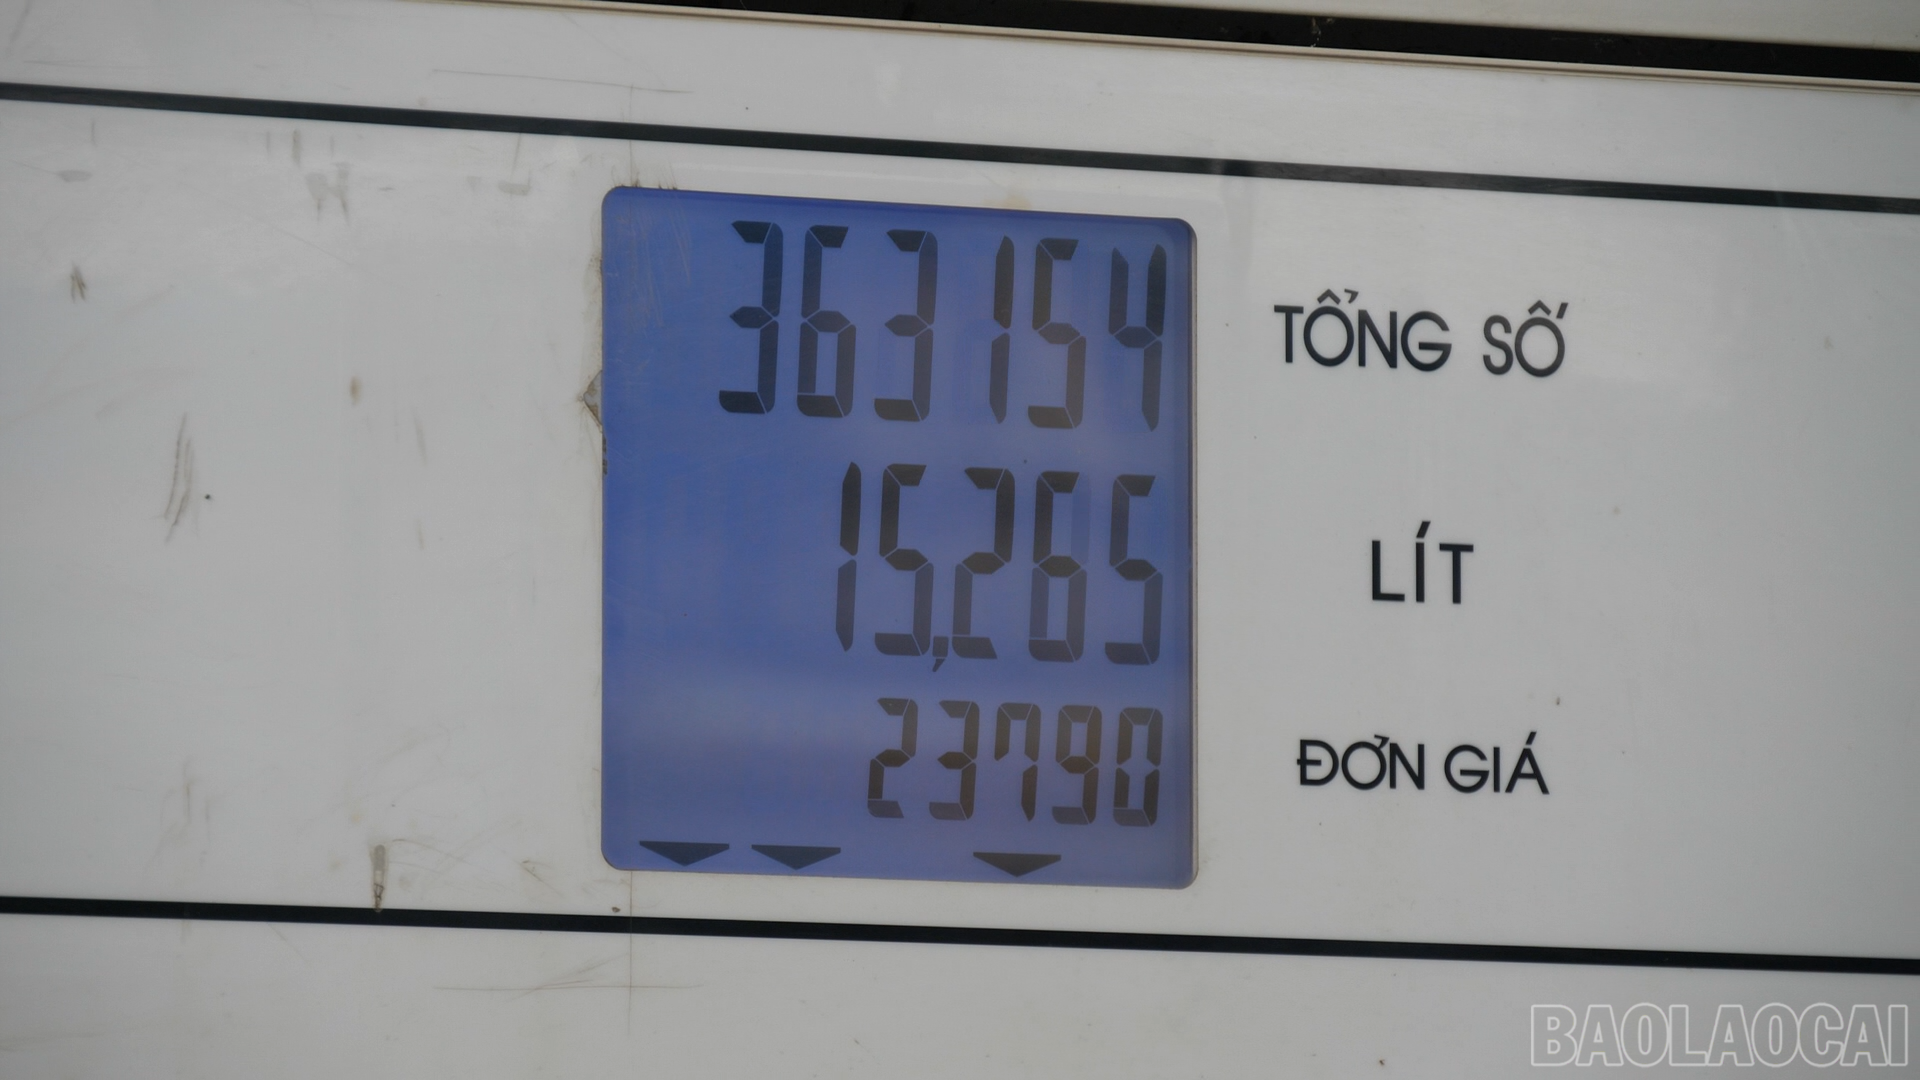 363154 TỔNG SỐ
15,265 LÍT
23790 ĐƠN GIÁ
BAOLAOCAI